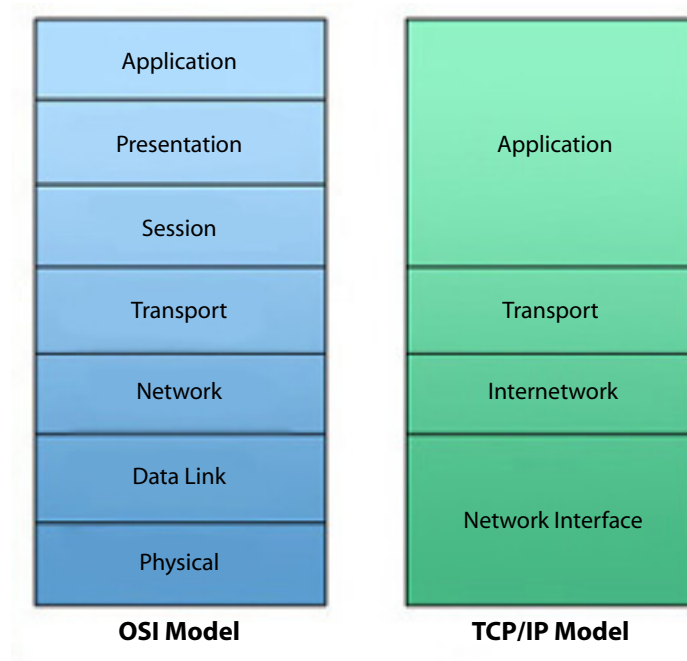 Application
Presentation
Session
Transport
Network
Data Link
Physical
OSI Model
Application
Transport
Internetwork
Network Interface
TCP/IP Model